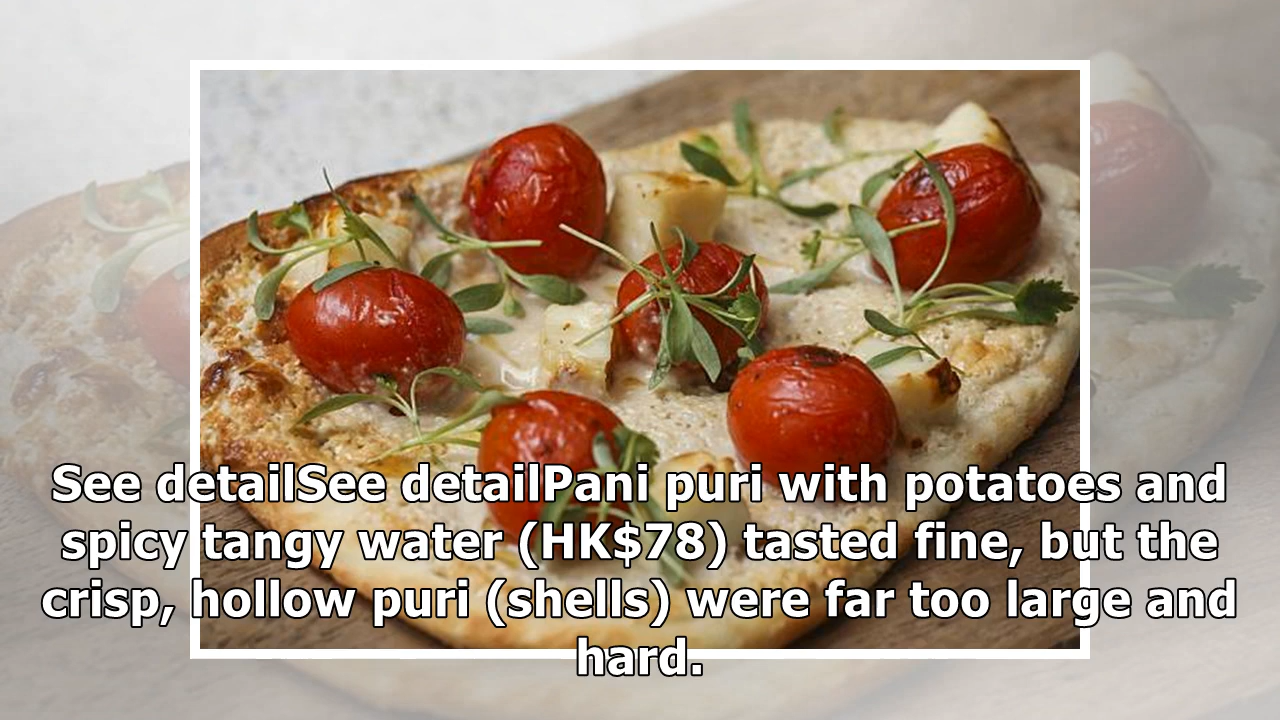 See detailSee detailPani puri with potatoes and
spicy tangy water (HK$78) tasted fine, but the
crisp, hollow puri (shells) were far too large and
hard.